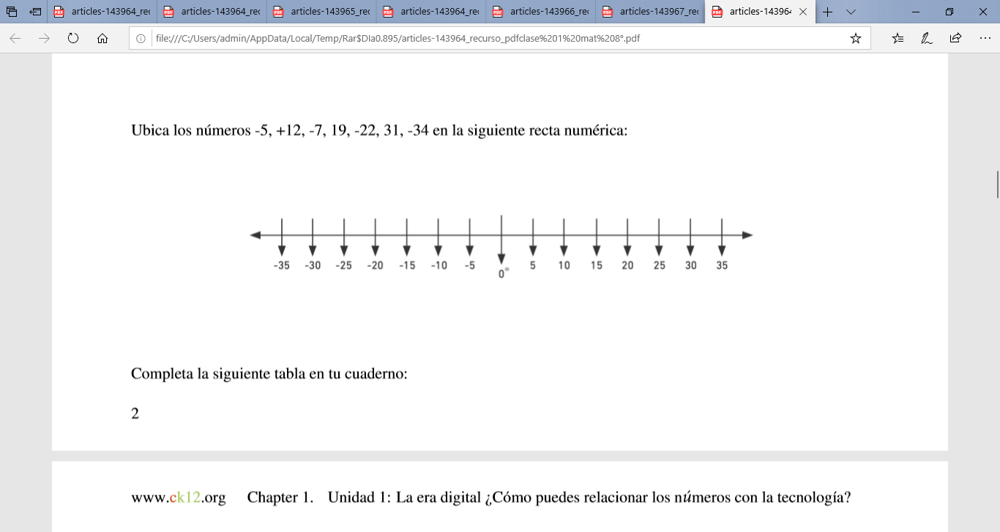 articles-143964_rec articles-143964_rec articles-143965_rec articles-143964_rec articles-143966_rec articles-143967_rec articles-143964
file:///C:/Users/admin/AppData/Local/Temp/Rar$DIa0.895/articles-143964_recurso_pdfclase%201%20mat%208°.pdf
Ubica los números -5, +12, -7, 19, -22, 31, -34 en la siguiente recta numérica:
-35 -30 -25 -20 -15 -10 -5 0 5 10 15 20 25 30 35
Completa la siguiente tabla en tu cuaderno:
2
www.ck12.org Chapter 1. Unidad 1: La era digital ¿Cómo puedes relacionar los números con la tecnología?